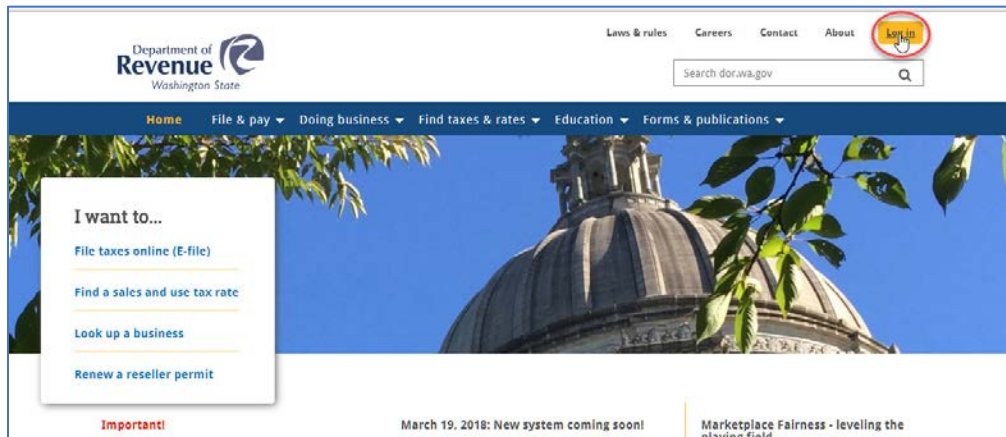 Laws & rules Careers Contact About Log in
Department of
Revenue
Washington State
Search dor.wa.gov
Home File & pay Doing business Find taxes & rates Education Forms & publications
I want to...
File taxes online (E-file)
Find a sales and use tax rate
Look up a business
Renew a reseller permit
Important!
March 19, 2018: New system coming soon!
Marketplace Fairness - leveling the
playing field